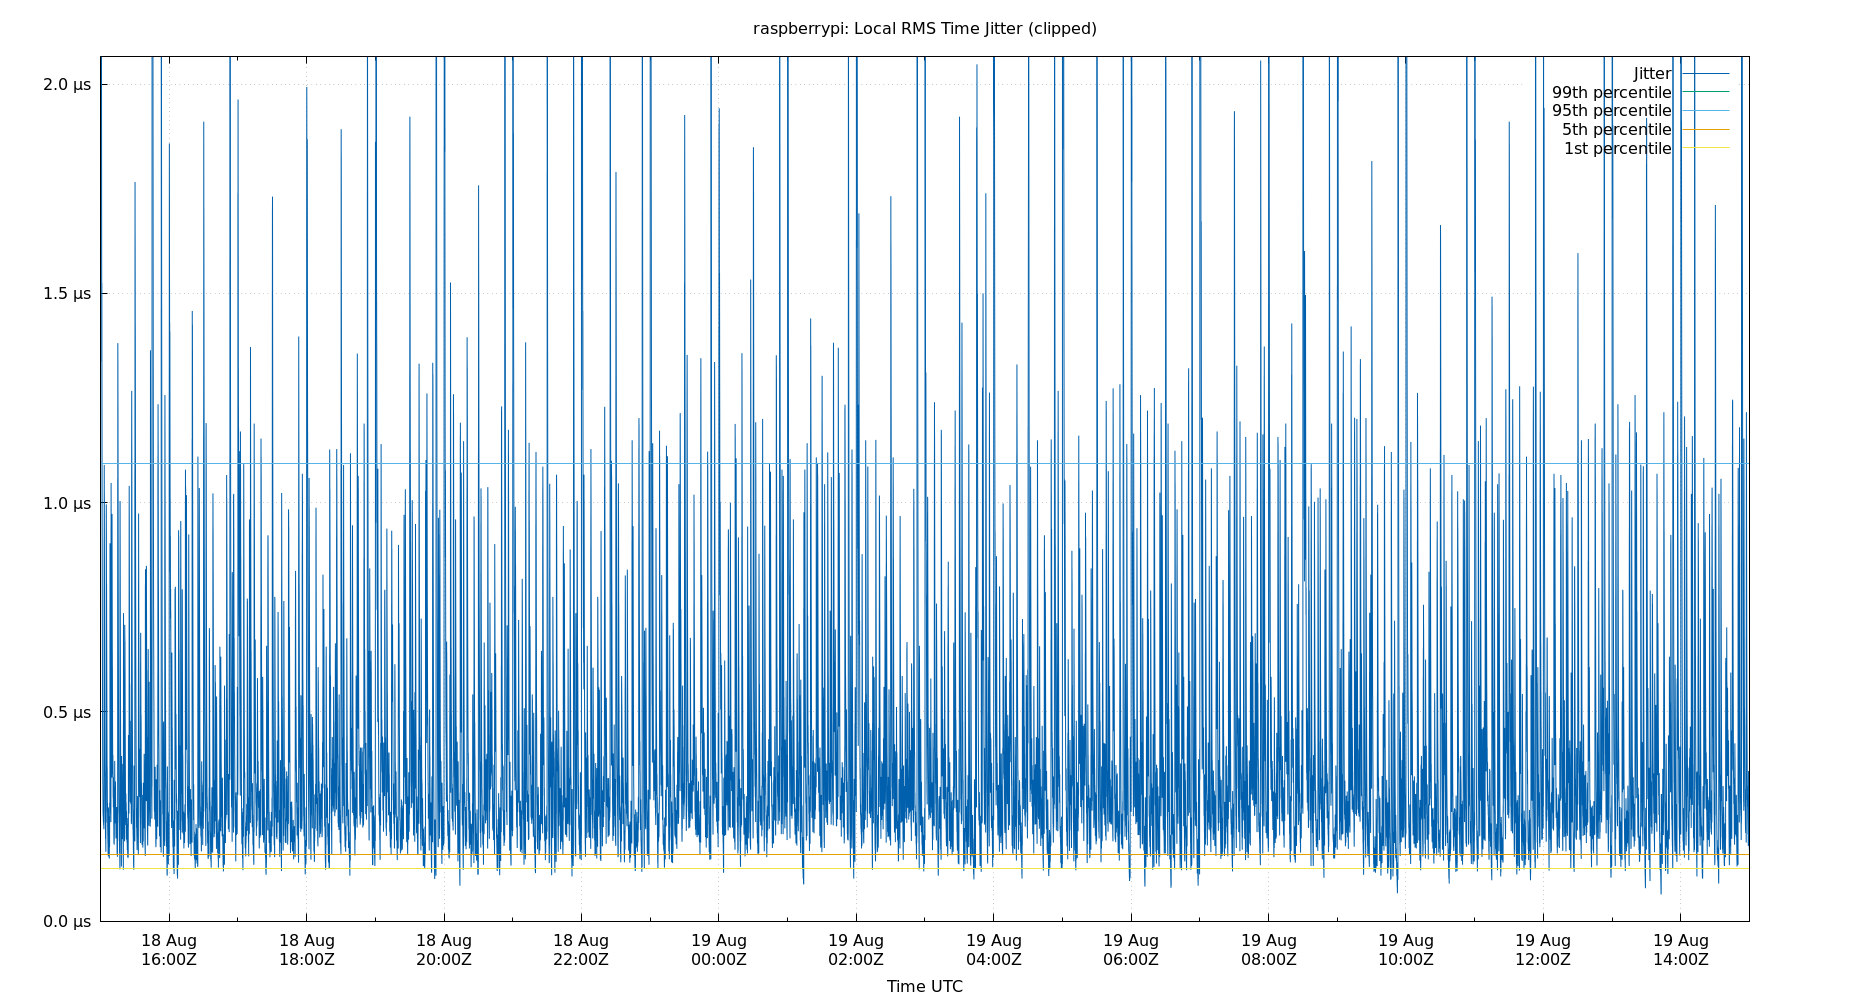 raspberrypi: Local RMS Time Jitter (clipped)
2.0 µs
1.5 µs
1.0 µs
0.5 µs
0.0 µs
Jitter
99th percentile
95th percentile
5th percentile
1st percentile
18 Aug 18 Aug 18 Aug 18 Aug 19 Aug 19 Aug 19 Aug 19 Aug 19 Aug 19 Aug 19 Aug 19 Aug
16:00Z 18:00Z 20:00Z 22:00Z 00:00Z 02:00Z 04:00Z 06:00Z 08:00Z 10:00Z 12:00Z 14:00Z
Time UTC